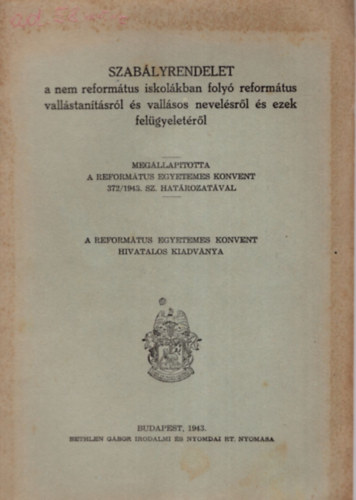 SZABÁLYRENDELET
a nem református iskolákban folyó református
vallástanításról és vallásos nevelésről és ezek
felügyeletéről
MEGÁLLAPÍTOTTA
A REFORMÁTUS EGYETEMES KONVENT
372/1943. SZ. HATÁROZATÁVAL
A REFORMÁTUS EGYETEMES KONVENT
HIVATALOS KIADVÁNYA
BUDAPEST, 1943.
BETHLEN GÁBOR IRODALMI ÉS NYOMDAI RT. NYOMÁSA